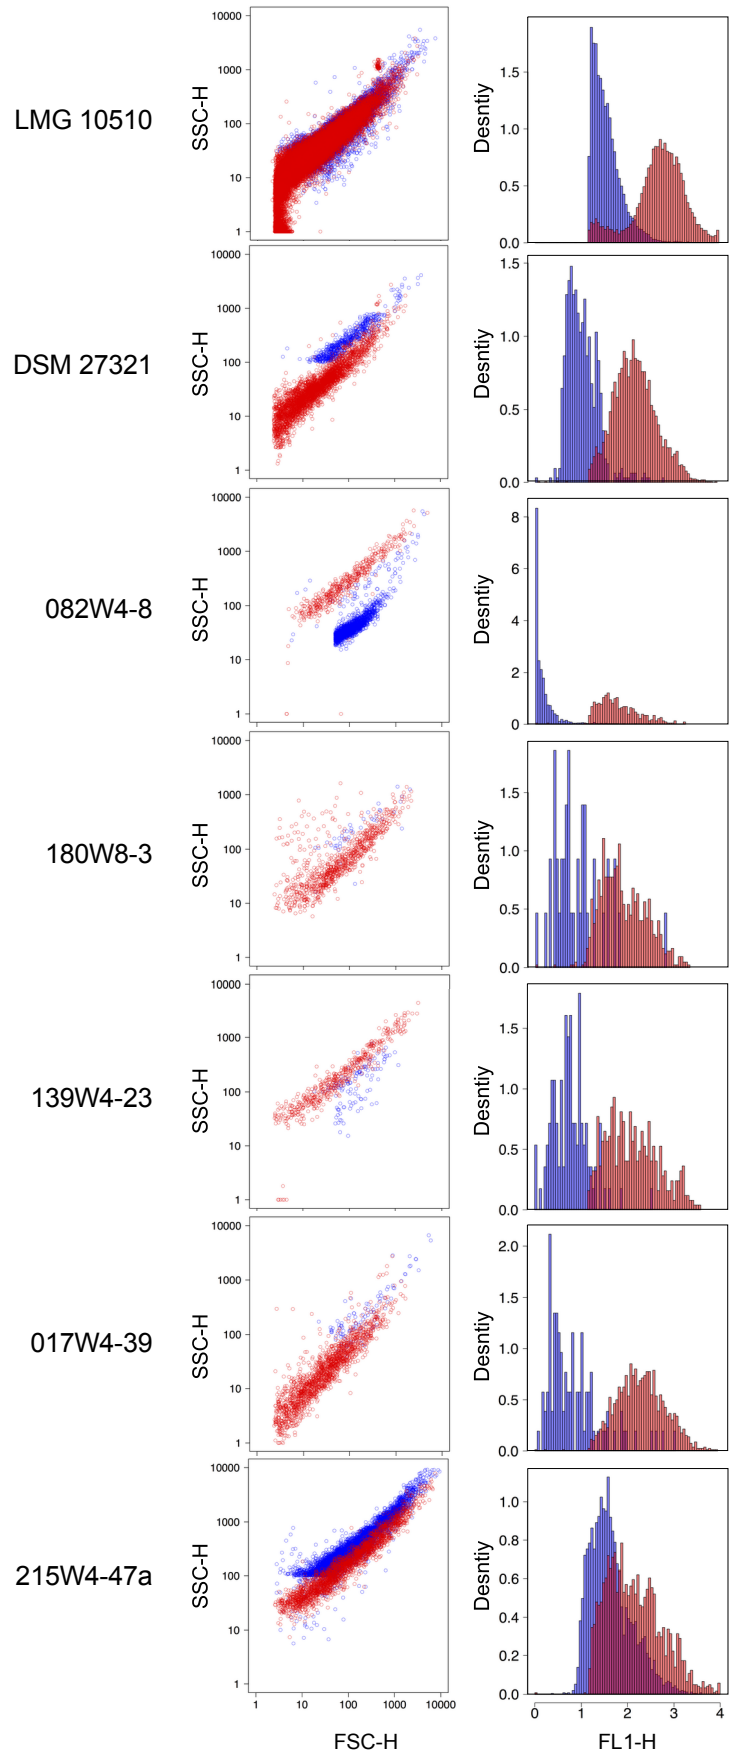 LMG 10510
SSC-H
10000
1000
100
10
1
Desntiy
1.5
1.0
0.5
0.0
DSM 27321
SSC-H
10000
1000
100
10
1
Desntiy
1.5
1.0
0.5
0.0
082W4-8
SSC-H
10000
1000
100
10
1
Desntiy
8
6
4
2
0
180W8-3
SSC-H
10000
1000
100
10
1
Desntiy
1.5
1.0
0.5
0.0
139W4-23
SSC-H
10000
1000
100
10
1
Desntiy
1.5
1.0
0.5
0.0
017W4-39
SSC-H
10000
1000
100
10
1
Desntiy
2.0
1.5
1.0
0.5
0.0
215W4-47a
SSC-H
10000
1000
100
10
1
Desntiy
1.0
0.8
0.6
0.4
0.2
0.0
1 10 100 1000 10000
0 1 2 3 4
FSC-H
FL1-H